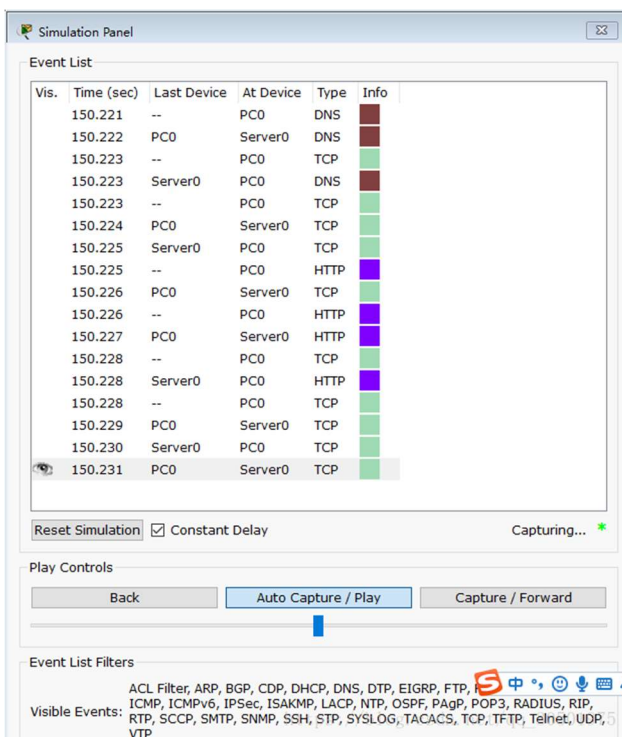 Simulation Panel
Event List
Vis. Time (sec) Last Device At Device Type Info
150.221 -- PC0 DNS
150.222 PC0 Server0 DNS
150.223 -- PC0 TCP
150.223 Server0 PC0 DNS
150.223 -- PC0 TCP
150.224 PC0 Server0 TCP
150.225 Server0 PC0 TCP
150.225 -- PC0 HTTP
150.226 PC0 Server0 TCP
150.226 -- PC0 HTTP
150.227 PC0 Server0 HTTP
150.228 -- PC0 TCP
150.228 Server0 PC0 HTTP
150.228 -- PC0 TCP
150.229 PC0 Server0 TCP
150.230 Server0 PC0 TCP
150.231 PC0 Server0 TCP
Reset Simulation Constant Delay Capturing... *
Play Controls
Back Auto Capture / Play Capture / Forward
Event List Filters
ACL Filter, ARP, BGP, CDP, DHCP, DNS, DTP, EIGRP, FTP,
S 中
Visible Events: ICMP, ICMPv6, IPSec, ISAKMP, LACP, NTP, OSPF, PAgP, POP3, RADIUS, RIP,
RTP, SCCP, SMTP, SNMP, SSH, STP, SYSLOG, TACACS, TCP, TFTP, Telnet, UDP,
VTP